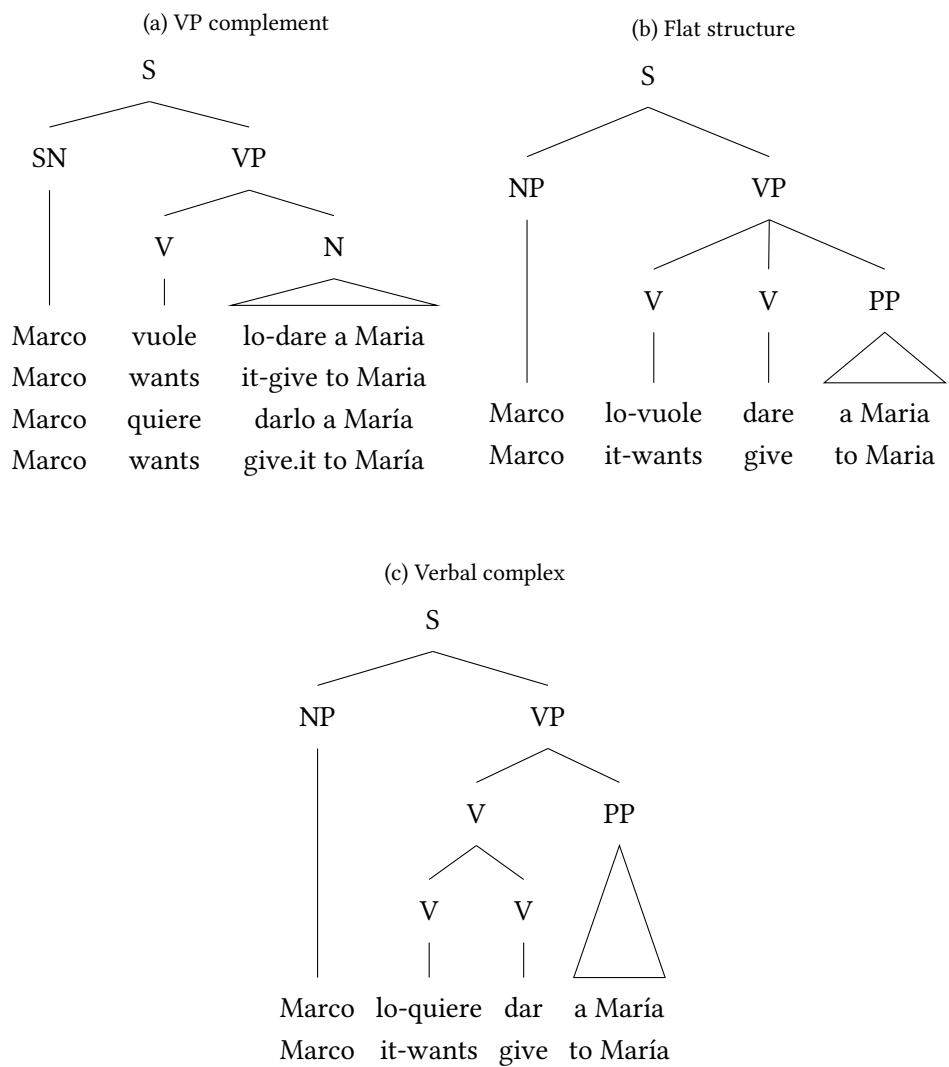 (a) VP complement
S
SN VP
V N
Marco vuole lo-dare a Maria
Marco wants it-give to Maria
Marco quiere darlo a María
Marco wants give.it to María
(b) Flat structure
S
NP VP
V V PP
Marco lo-vuole dare a Maria
Marco it-wants give to Maria
(c) Verbal complex
S
NP VP
V PP
V V
Marco lo-quiere dar a María
Marco it-wants give to María